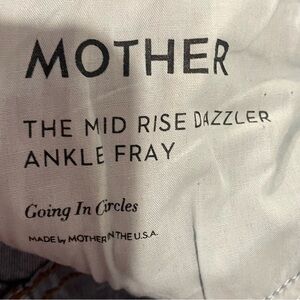 MOTHER
THE MID RISE DAZZLER
ANKLE FRAY
Going In Circles
MADE by MOTHER IN THE U.S.A.